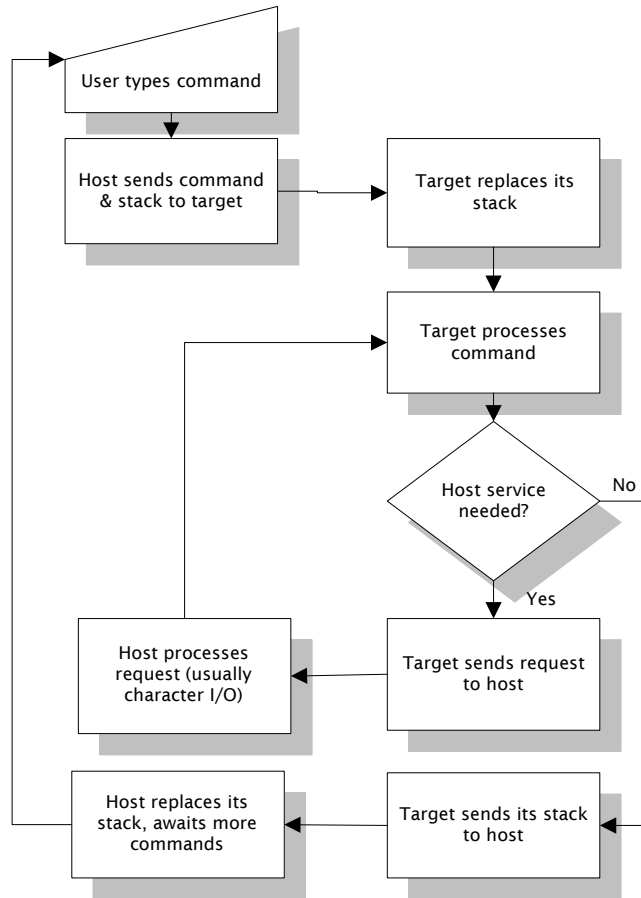 User types command
Host sends command
& stack to target
Target replaces its
stack
Target processes
command
Host service
needed?
No
Yes
Host processes
request (usually
character I/O)
Target sends request
to host
Host replaces its
stack, awaits more
commands
Target sends its stack
to host